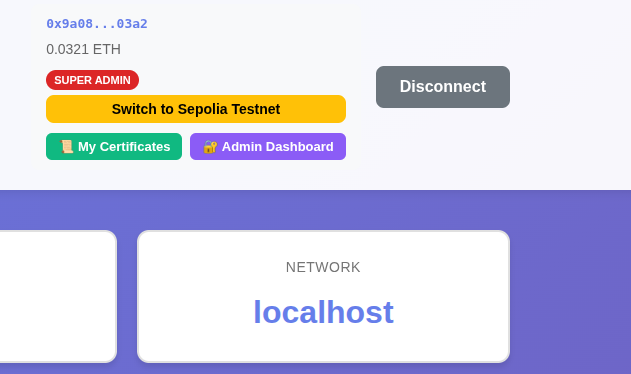 0x9a08...03a2
0.0321 ETH
SUPER ADMIN
Switch to Sepolia Testnet
📜 My Certificates
🔐 Admin Dashboard
Disconnect
NETWORK
localhost